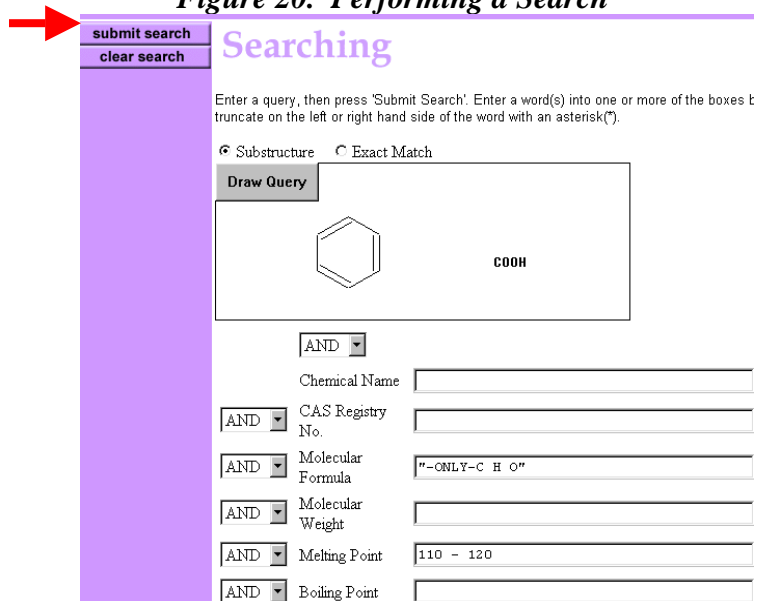 Figure 20. Performing a Search
submit search
clear search
Searching
Enter a query, then press 'Submit Search'. Enter a word(s) into one or more of the boxes
truncate on the left or right hand side of the word with an asterisk(*).
Substructure Exact Match
Draw Query
COOH
AND
Chemical Name
AND CAS Registry
No.
AND Molecular
Formula "-ONLY-C H O"
AND Molecular
Weight
AND Melting Point 110 - 120
AND Boiling Point